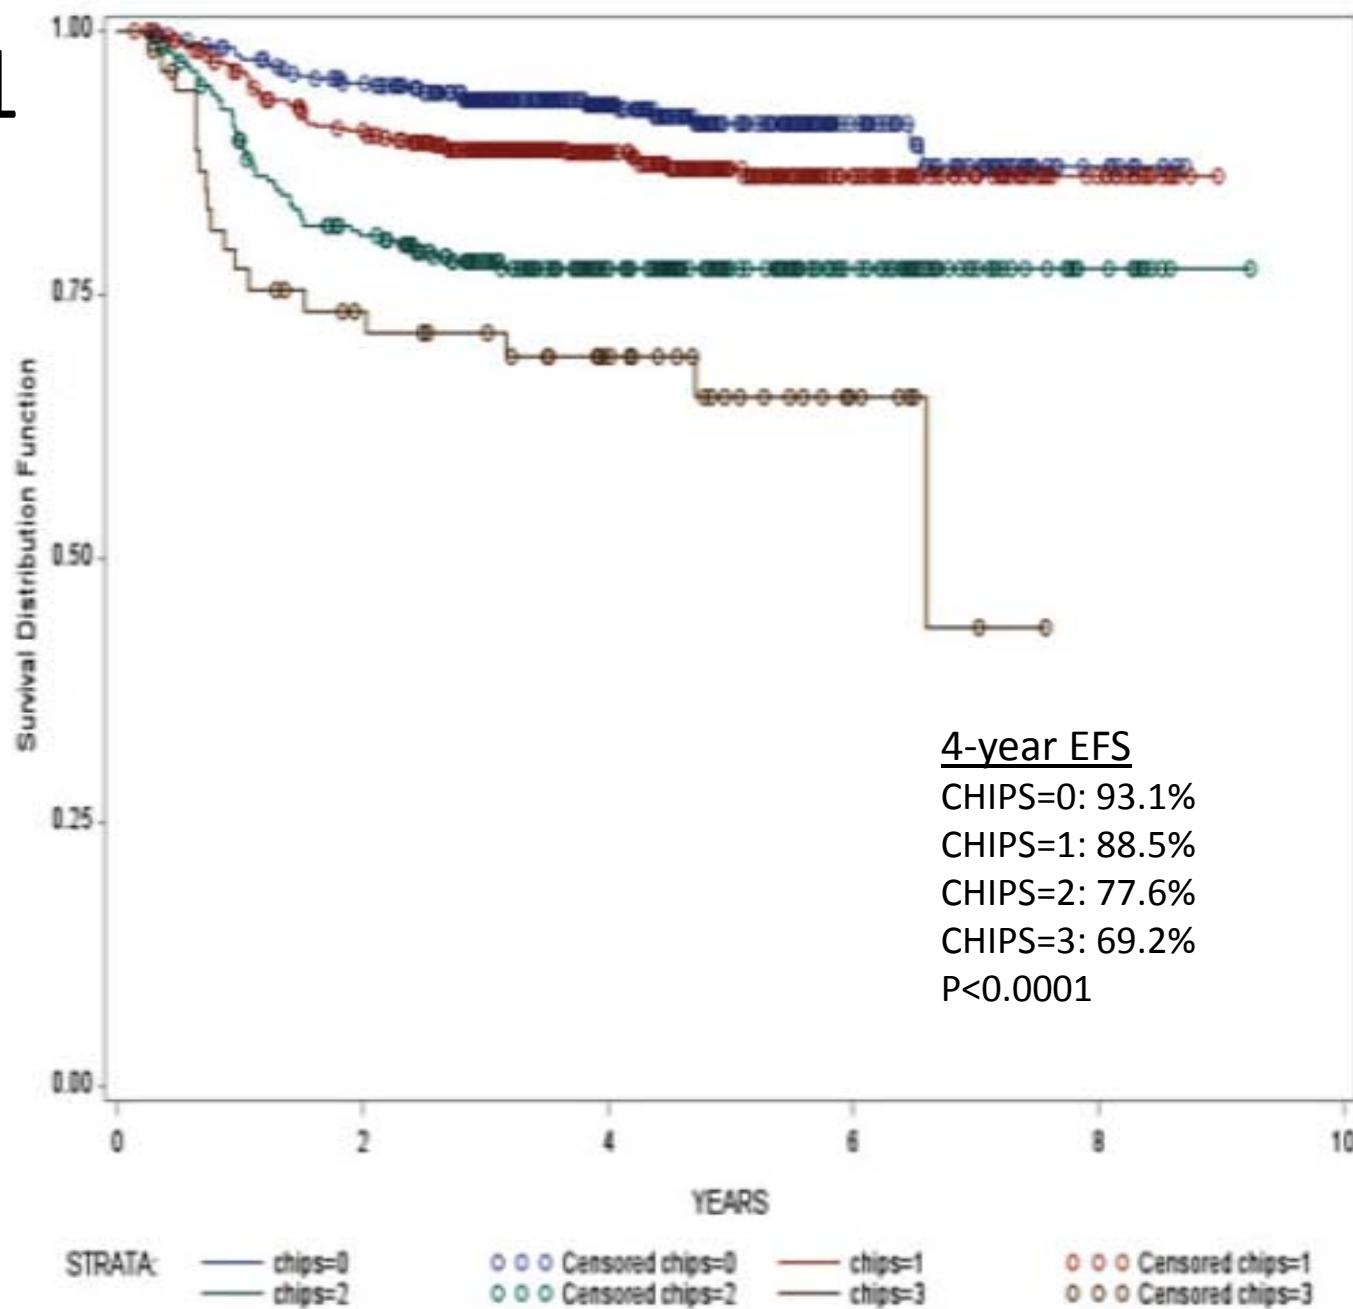 1
1.00
0.75
0.50
0.25
0.00
Survival Distribution Function
4-year EFS
CHIPS=0: 93.1%
CHIPS=1: 88.5%
CHIPS=2: 77.6%
CHIPS=3: 69.2%
P<0.0001
0 2 4 6 8 10
YEARS
STRATA: chips=0 Censored chips=0 chips=1 Censored chips=1
chips=2 Censored chips=2 chips=3 Censored chips=3